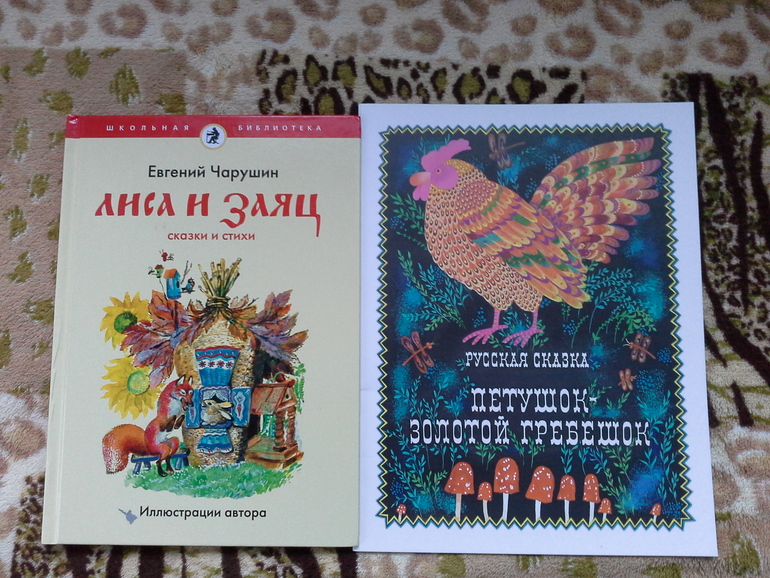 ШКОЛЬНАЯ БИБЛИОТЕКА
Евгений Чарушин
ЛИСА И ЗАЯЦ
СКАЗКИ И СТИХИ
Иллюстрации автора
РУССКАЯ СКАЗКА
ПЕТУШОК-
ЗОЛОТОЙ ГРЕБЕШОК